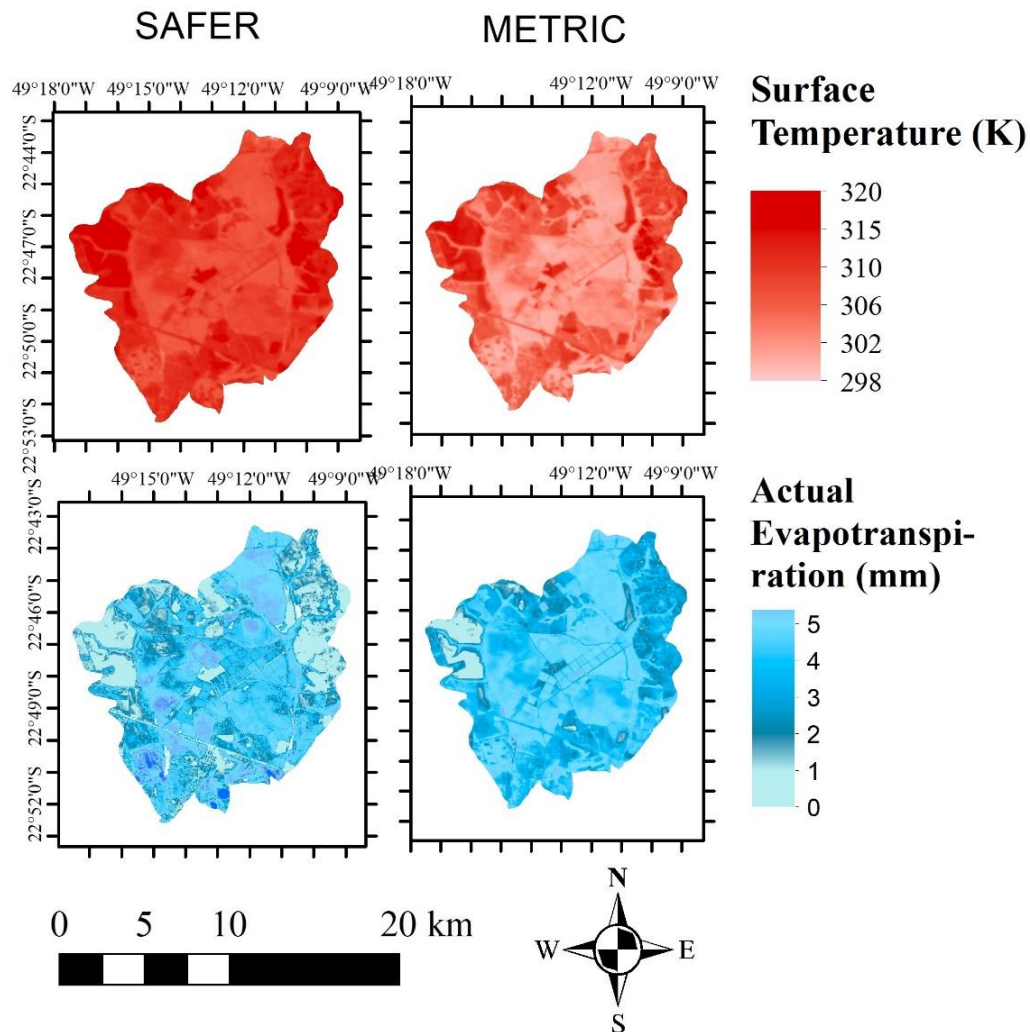 SAFER
METRIC
49°18'0"W 49°15'0"W 49°12'0"W 49°9'0"W
49°18'0"W 49°12'0"W 49°9'0"W
22°44'0"S
22°47'0"S
22°50'0"S
22°53'0"S
Surface
Temperature (K)
320
315
310
306
302
298
49°15'0"W 49°12'0"W 49°9'0"W
49°18'0"W 49°12'0"W 49°9'0"W
22°43'0"S
22°46'0"S
22°49'0"S
22°52'0"S
Actual
Evapotranspi-
ration (mm)
5
4
3
2
1
0
0 5 10 20 km
N
W E
S